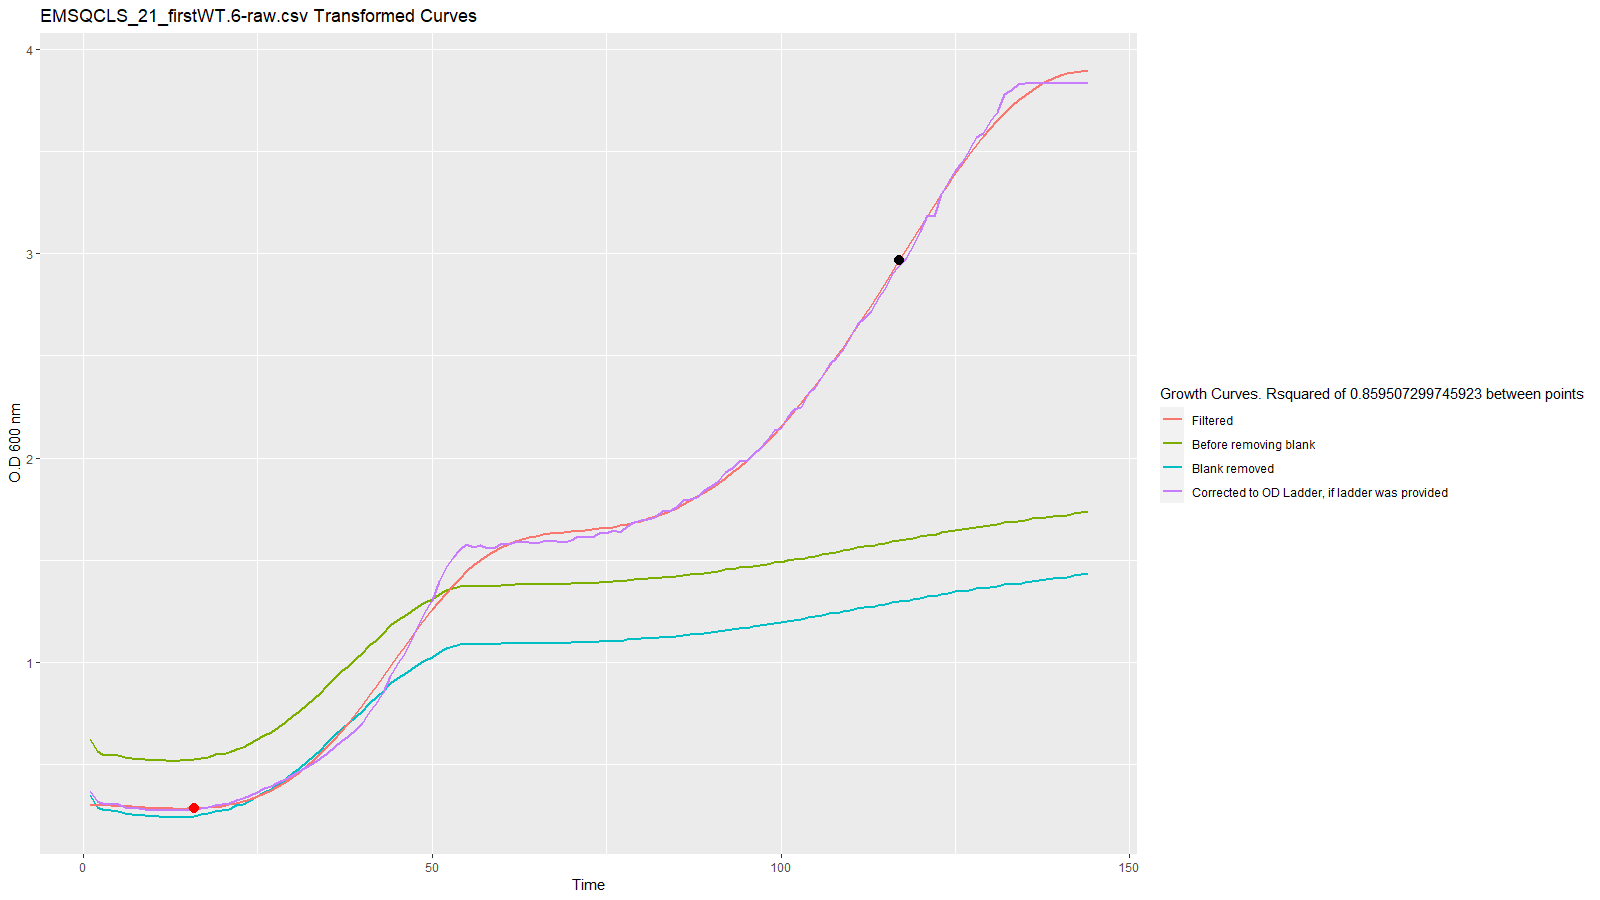 EMSQCLS_21_firstWT.6-raw.csv Transformed Curves
4
3
2
1
O.D 600 nm
0
50
100
150
Time
Growth Curves. Rsquared of 0.859507299745923 between points
Filtered
Before removing blank
Blank removed
Corrected to OD Ladder, if ladder was provided